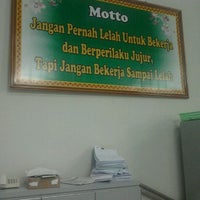 Motto
Jangan Pernah Lelah Untuk Bekerja
dan Berperilaku Jujur,
Tapi Jangan Bekerja Sampai Lelah